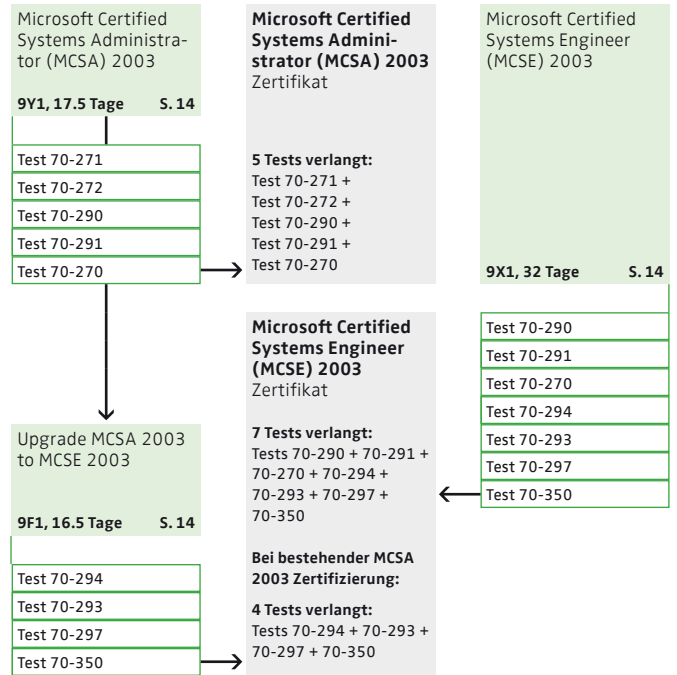 Microsoft Certified
Systems Administra-
tor (MCSA) 2003
9Y1, 17.5 Tage S. 14
Test 70-271
Test 70-272
Test 70-290
Test 70-291
Test 70-270
Upgrade MCSA 2003
to MCSE 2003
9F1, 16.5 Tage S. 14
Test 70-294
Test 70-293
Test 70-297
Test 70-350
Microsoft Certified
Systems Admini-
strator (MCSA) 2003
Zertifikat
5 Tests verlangt:
Test 70-271 +
Test 70-272 +
Test 70-290 +
Test 70-291 +
Test 70-270
Microsoft Certified
Systems Engineer
(MCSE) 2003
Zertifikat
7 Tests verlangt:
Tests 70-290 + 70-291 +
70-270 + 70-294 +
70-293 + 70-297 +
70-350
Bei bestehender MCSA
2003 Zertifizierung:
4 Tests verlangt:
Tests 70-294 + 70-293 +
70-297 + 70-350
Microsoft Certified
Systems Engineer
(MCSE) 2003
9X1, 32 Tage S. 14
Test 70-290
Test 70-291
Test 70-270
Test 70-294
Test 70-293
Test 70-297
Test 70-350